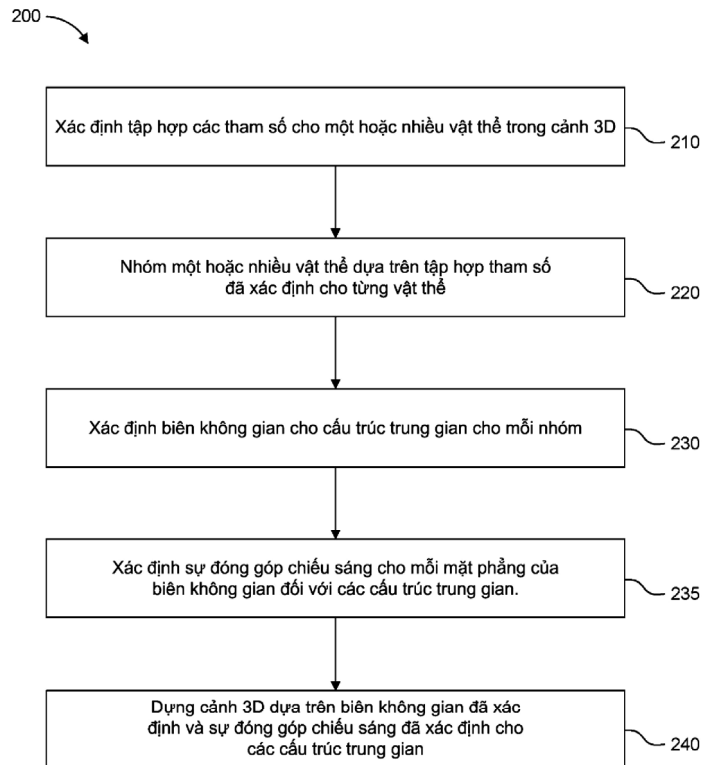 200
Xác định tập hợp các tham số cho một hoặc nhiều vật thể trong cảnh 3D
210
Nhóm một hoặc nhiều vật thể dựa trên tập hợp tham số
đã xác định cho từng vật thể
220
Xác định biên không gian cho cấu trúc trung gian cho mỗi nhóm
230
Xác định sự đóng góp chiếu sáng cho mỗi mặt phẳng của
biên không gian đối với các cấu trúc trung gian.
235
Dựng cảnh 3D dựa trên biên không gian đã xác
định và sự đóng góp chiếu sáng đã xác định cho
các cấu trúc trung gian
240